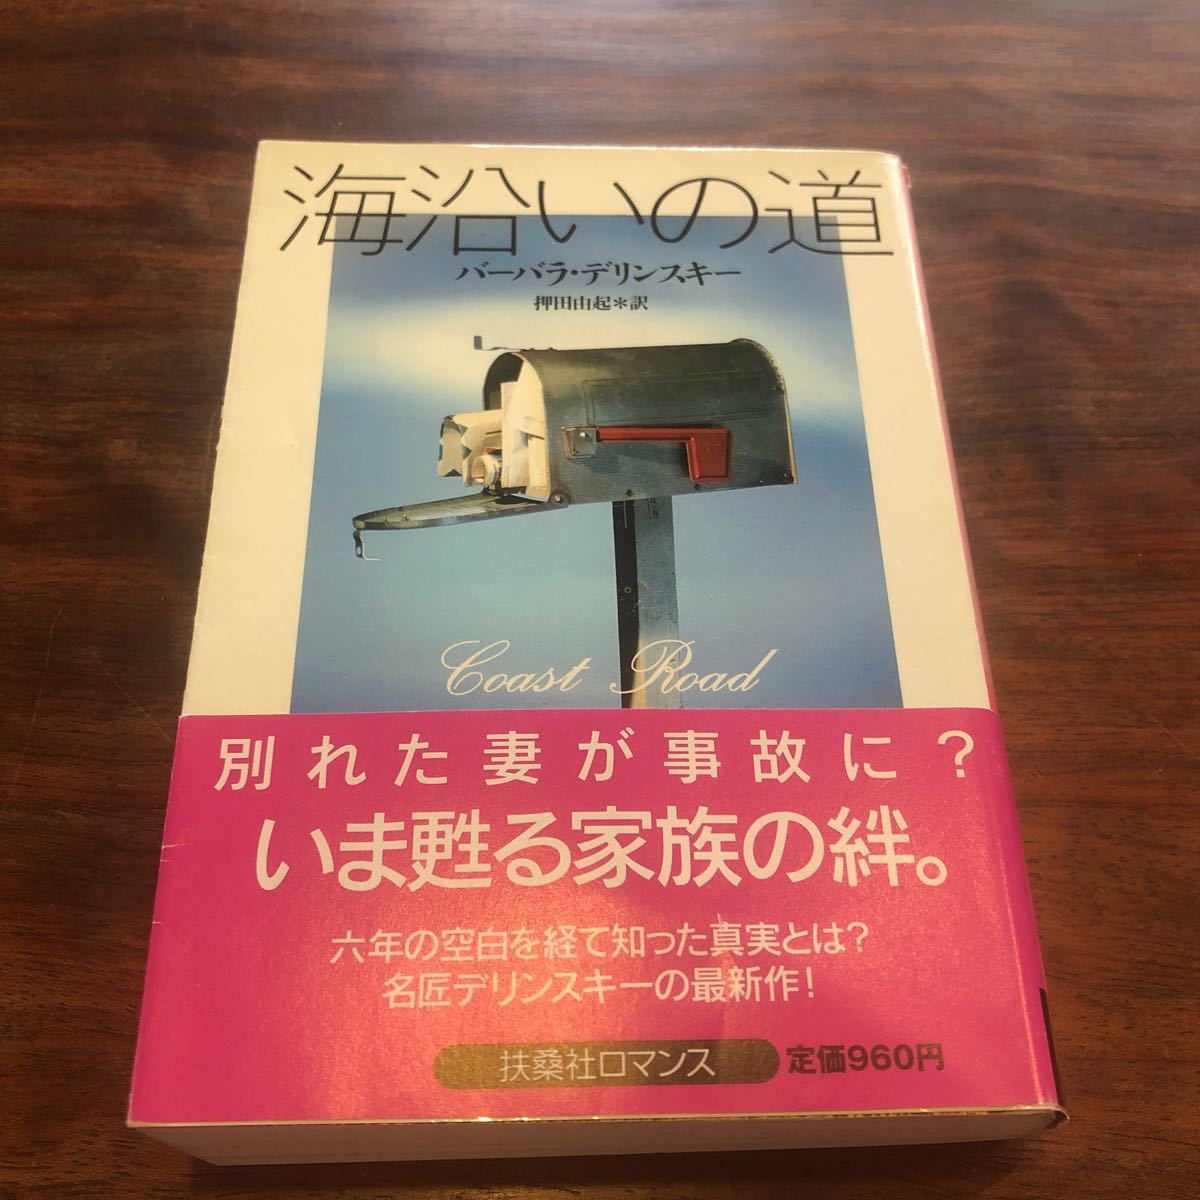 海沿いの道
バーバラ・デリンスキー
押田由起＊訳
Coast Road
別れた妻が事故に？
いま甦る家族の絆。
六年の空白を経て知った真実とは？
名匠デリンスキーの最新作！
扶桑社ロマンス
定価960円